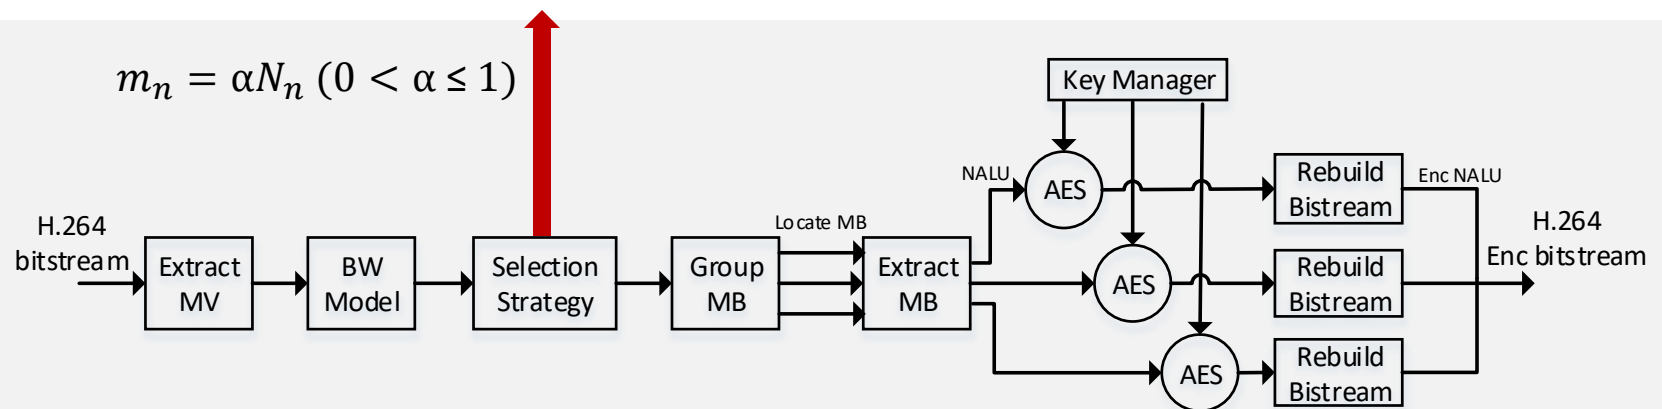 mₙ = αNₙ (0 < α ≤ 1)
Key Manager
H.264
bitstream
Extract
MV
BW
Model
Selection
Strategy
Group
MB
Locate MB
Extract
MB
NALU
AES
AES
AES
Rebuild
Bistream
Rebuild
Bistream
Rebuild
Bistream
Enc NALU
H.264
Enc bitstream